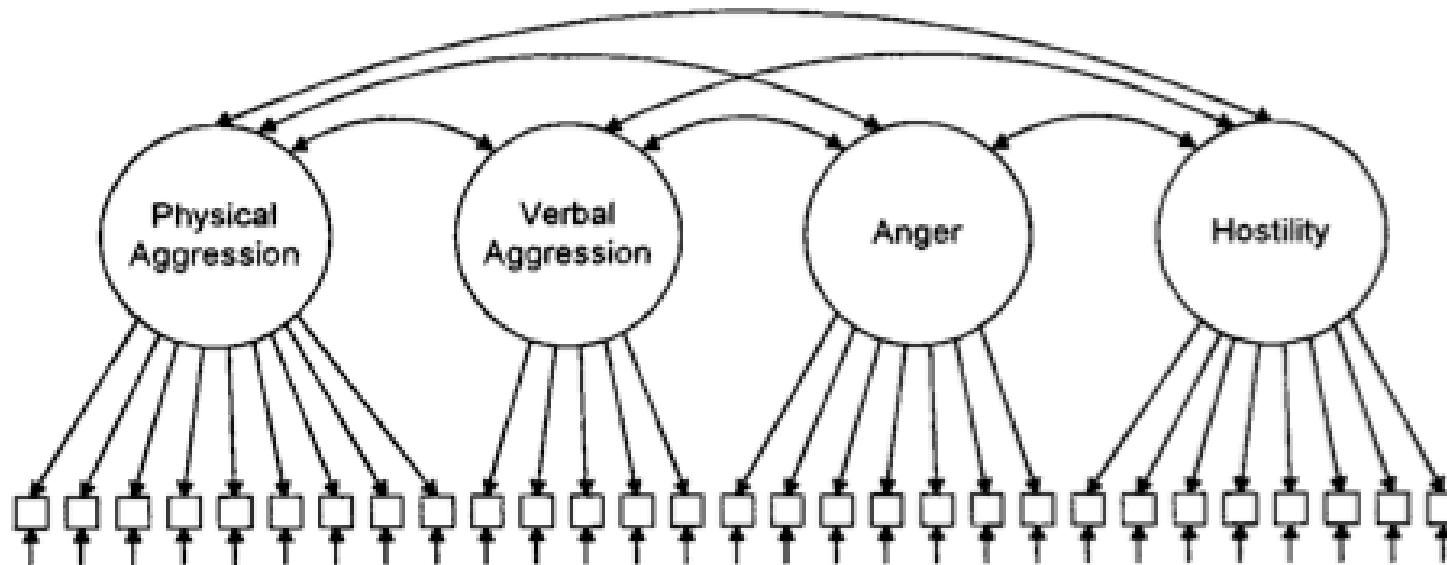 Physical
Aggression
Verbal
Aggression
Anger
Hostility